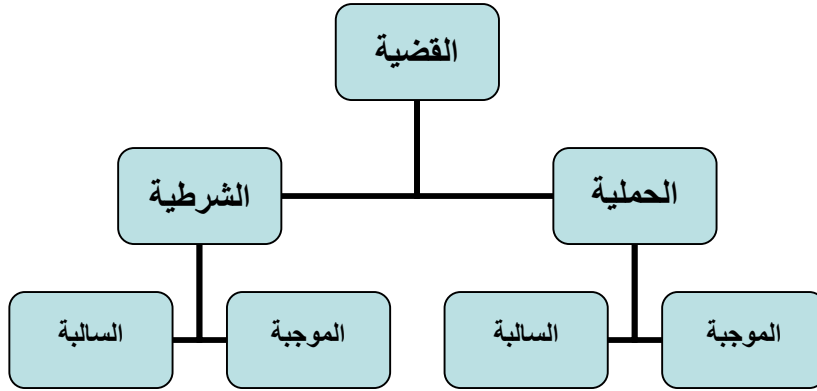 القضية
الحملية
الشرطية
الموجبة
السالبة
الموجبة
السالبة